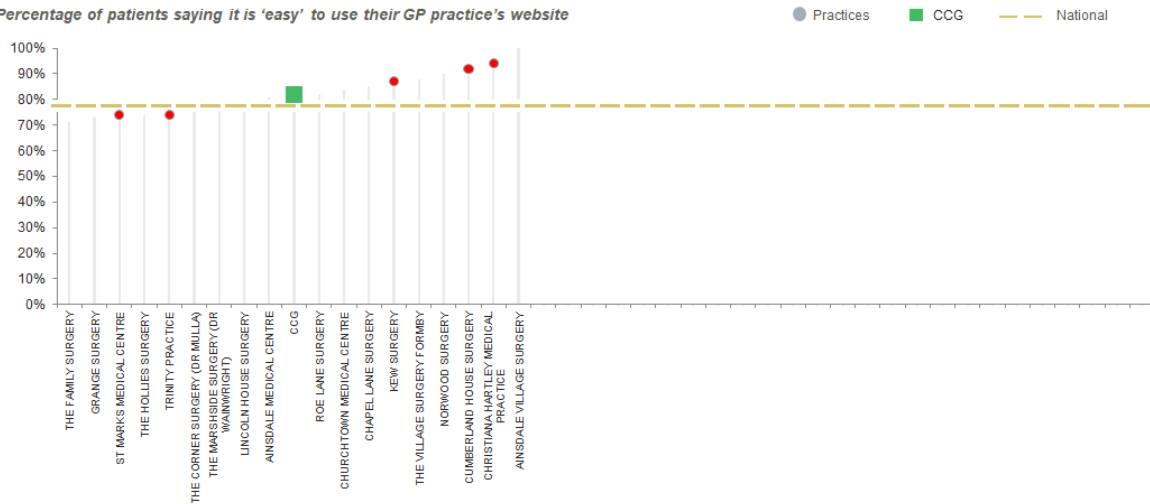 Percentage of patients saying it is ‘easy’ to use their GP practice’s website
Practices
CCG
National
100%
90%
80%
70%
60%
50%
40%
30%
20%
10%
0%
THE FAMILY SURGERY
GRANGE SURGERY
ST MARKS MEDICAL CENTRE
THE HOLLIES SURGERY
TRINITY PRACTICE
THE CORNER SURGERY (DR MULLA)
THE MARSHSIDE SURGERY (DR
WAINWRIGHT)
LINCOLN HOUSE SURGERY
AINSDALE MEDICAL CENTRE
CCG
ROE LANE SURGERY
CHURCHTOWN MEDICAL CENTRE
CHAPEL LANE SURGERY
KEW SURGERY
THE VILLAGE SURGERY FORMBY
NORWOOD SURGERY
CUMBERLAND HOUSE SURGERY
CHRISTIANA HARTLEY MEDICAL
PRACTICE
AINSDALE VILLAGE SURGERY